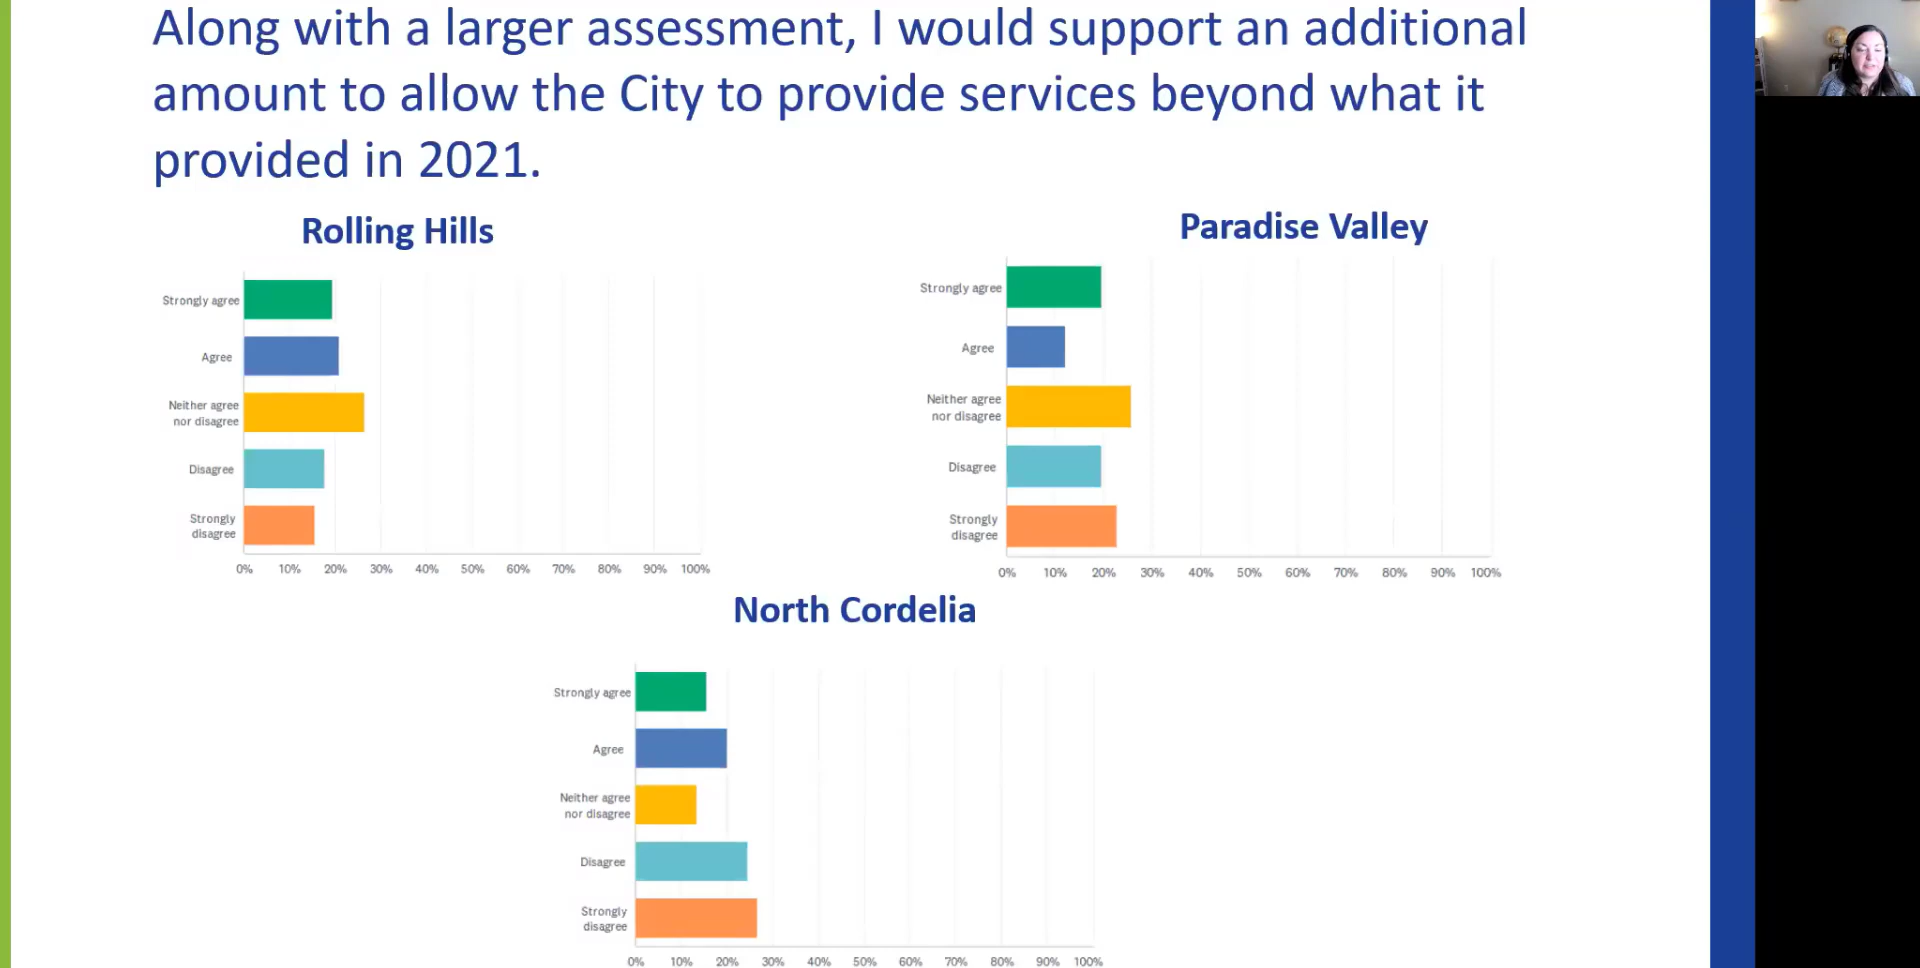 Along with a larger assessment, I would support an additional
amount to allow the City to provide services beyond what it
provided in 2021.
Rolling Hills
Strongly agree
Agree
Neither agree
nor disagree
Disagree
Strongly
disagree
0% 10% 20% 30% 40% 50% 60% 70% 80% 90% 100%
Paradise Valley
Strongly agree
Agree
Neither agree
nor disagree
Disagree
Strongly
disagree
0% 10% 20% 30% 40% 50% 60% 70% 80% 90% 100%
North Cordelia
Strongly agree
Agree
Neither agree
nor disagree
Disagree
Strongly
disagree
0% 10% 20% 30% 40% 50% 60% 70% 80% 90% 100%